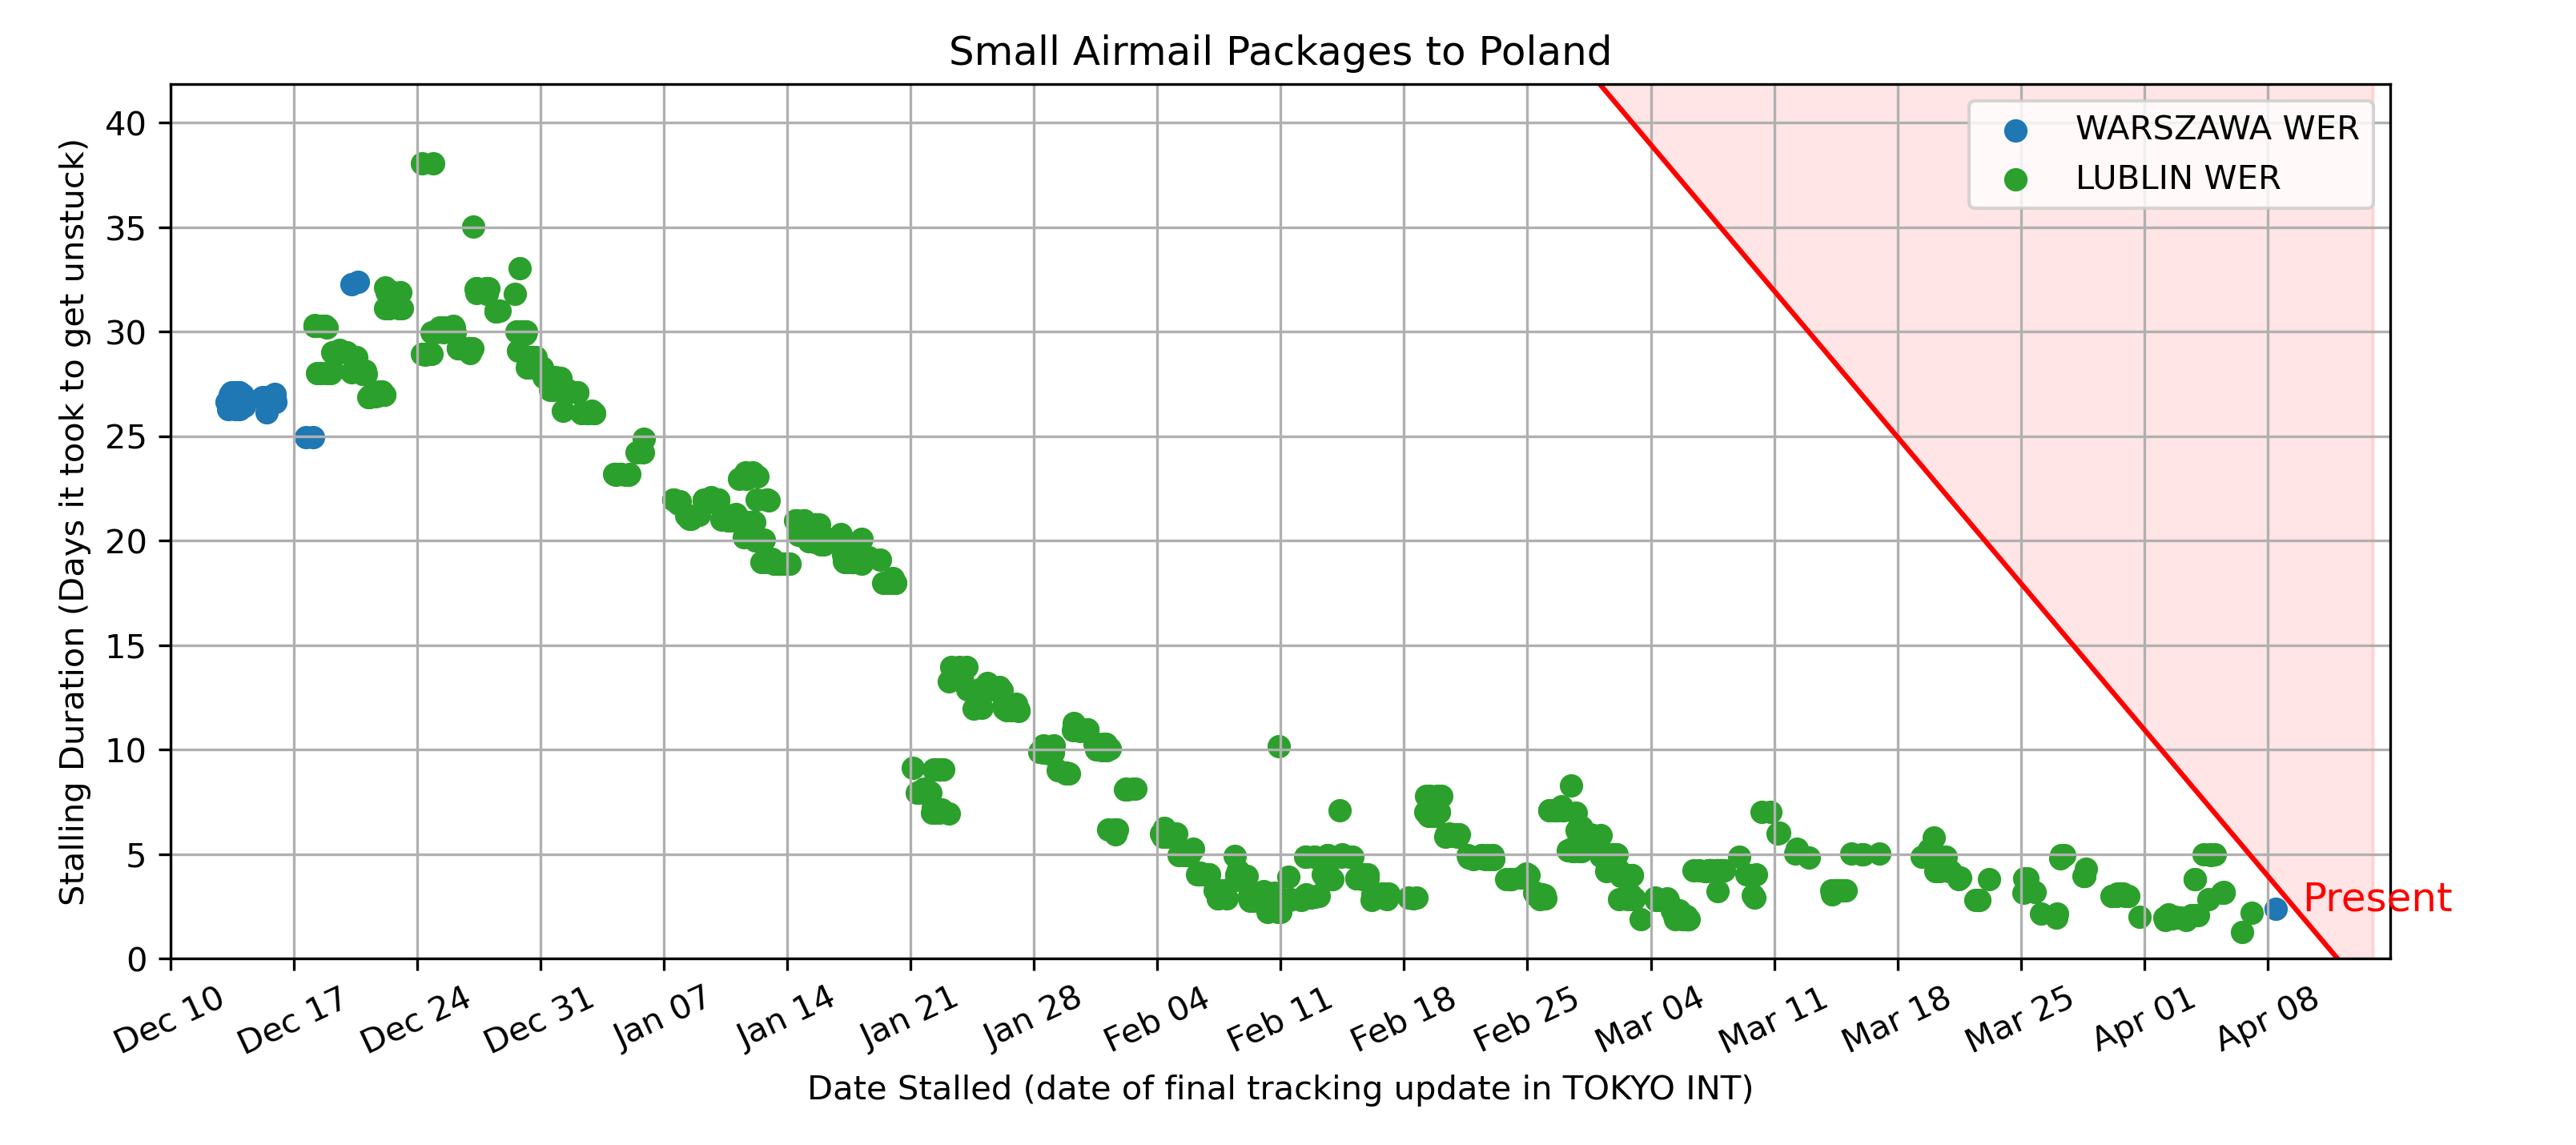 Small Airmail Packages to Poland
Stalling Duration (Days it took to get unstuck)
40
35
30
25
20
15
10
5
0
WARSZAWA WER
LUBLIN WER
Present
Dec 10
Dec 17
Dec 24
Dec 31
Jan 07
Jan 14
Jan 21
Jan 28
Feb 04
Feb 11
Feb 18
Feb 25
Mar 04
Mar 11
Mar 18
Mar 25
Apr 01
Apr 08
Date Stalled (date of final tracking update in TOKYO INT)